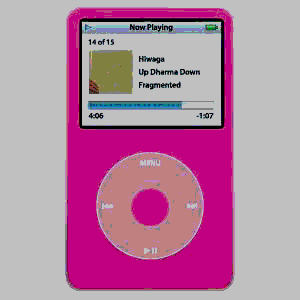 Now Playing
14 of 15
Hiwaga
Up Dharma Down
Fragmented
4:06 -1:07
MENU